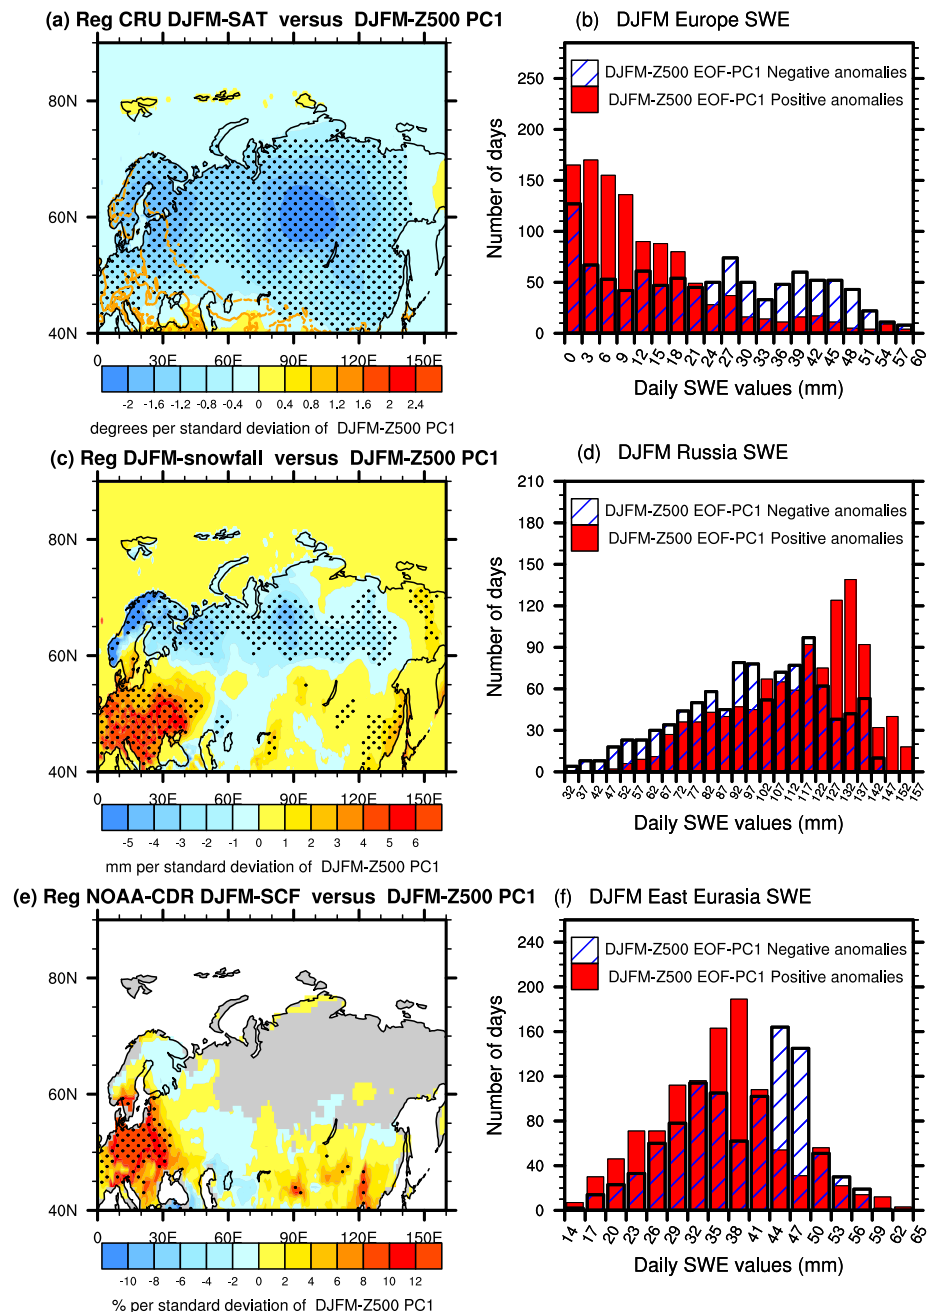 (a) Reg CRU DJFM-SAT versus DJFM-Z500 PC1
80N
60N
40N
0 30E 60E 90E 120E 150E
-2 -1.6 -1.2 -0.8 -0.4 0 0.4 0.8 1.2 1.6 2 2.4
degrees per standard deviation of DJFM-Z500 PC1
(b) DJFM Europe SWE
DJFM-Z500 EOF-PC1 Negative anomalies
DJFM-Z500 EOF-PC1 Positive anomalies
Number of days
250
200
150
100
50
0
0 3 6 9 12 15 18 21 24 27 30 33 36 39 42 45 48 51 54 57 60
Daily SWE values (mm)
(c) Reg DJFM-snowfall versus DJFM-Z500 PC1
80N
60N
40N
0 30E 60E 90E 120E 150E
-5 -4 -3 -2 -1 0 1 2 3 4 5 6
mm per standard deviation of DJFM-Z500 PC1
(d) DJFM Russia SWE
DJFM-Z500 EOF-PC1 Negative anomalies
DJFM-Z500 EOF-PC1 Positive anomalies
Number of days
210
180
150
120
90
60
30
0
32 37 42 47 52 57 62 67 72 77 82 87 92 97 102 107 112 117 122 127 132 137 142 147 152 157
Daily SWE values (mm)
(e) Reg NOAA-CDR DJFM-SCF versus DJFM-Z500 PC1
80N
60N
40N
0 30E 60E 90E 120E 150E
-10 -8 -6 -4 -2 0 2 4 6 8 10 12
% per standard deviation of DJFM-Z500 PC1
(f) DJFM East Eurasia SWE
DJFM-Z500 EOF-PC1 Negative anomalies
DJFM-Z500 EOF-PC1 Positive anomalies
Number of days
240
200
160
120
80
40
0
14 17 20 23 26 29 32 35 38 41 44 47 50 53 56 59 62 65
Daily SWE values (mm)